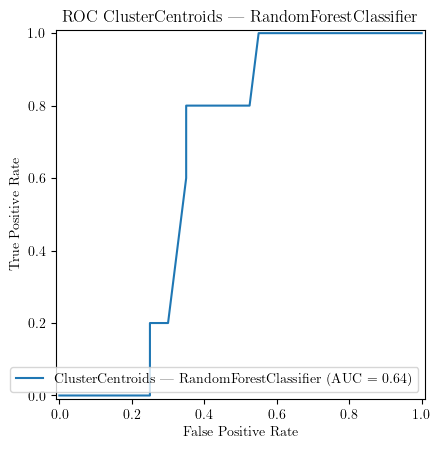 ROC ClusterCentroids — RandomForestClassifier
True Positive Rate
1.0
0.8
0.6
0.4
0.2
0.0
ClusterCentroids — RandomForestClassifier (AUC = 0.64)
0.0 0.2 0.4 0.6 0.8 1.0
False Positive Rate